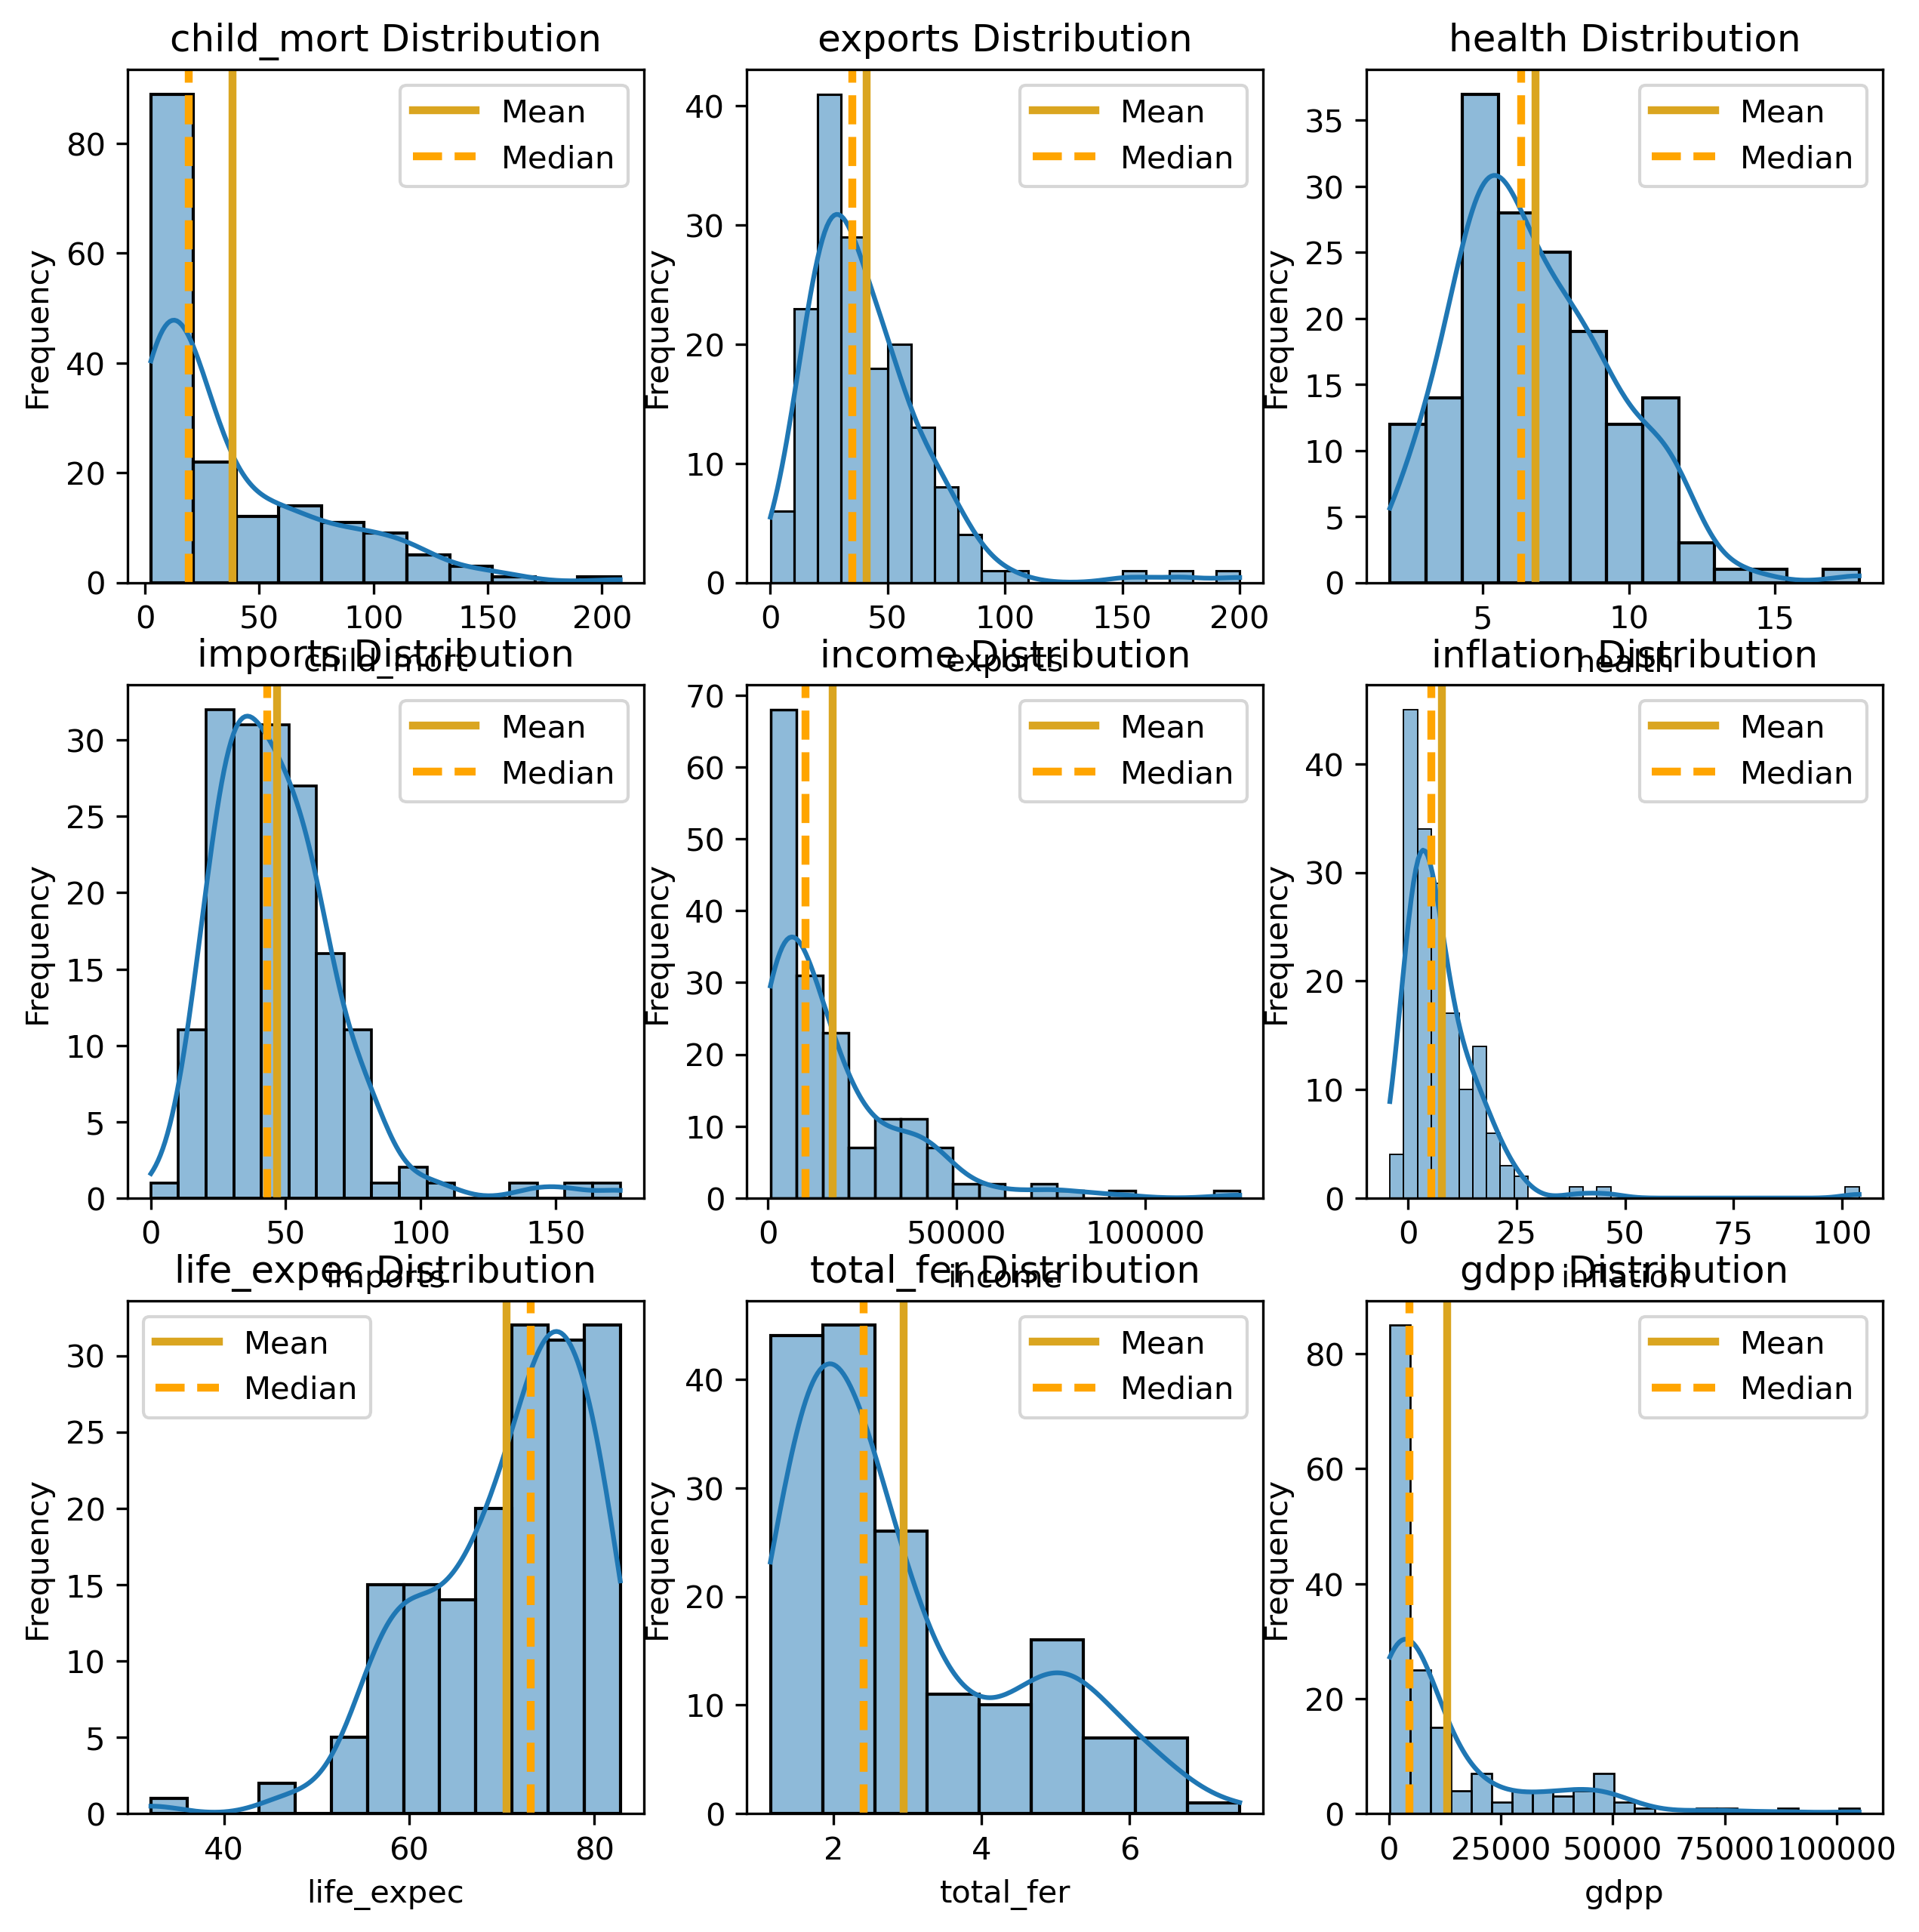 child_mort Distribution
Mean
Median
Frequency
80
60
40
20
0
0 50 100 150 200
child_mort
exports Distribution
Mean
Median
Frequency
40
30
20
10
0
0 50 100 150 200
exports
health Distribution
Mean
Median
Frequency
35
30
25
20
15
10
5
0
5 10 15
health
imports Distribution
Mean
Median
Frequency
30
25
20
15
10
5
0
0 50 100 150
imports
income Distribution
Mean
Median
Frequency
70
60
50
40
30
20
10
0
0 50000 100000
income
inflation Distribution
Mean
Median
Frequency
40
30
20
10
0
0 25 50 75 100
inflation
life_expec Distribution
Mean
Median
Frequency
30
25
20
15
10
5
0
40 60 80
life_expec
total_fer Distribution
Mean
Median
Frequency
40
30
20
10
0
2 4 6
total_fer
gdpp Distribution
Mean
Median
Frequency
80
60
40
20
0
0 25000 50000 75000 100000
gdpp